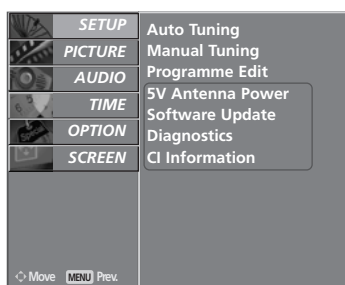 SETUP
PICTURE
AUDIO
TIME
OPTION
SCREEN
Auto Tuning
Manual Tuning
Programme Edit
5V Antenna Power
Software Update
Diagnostics
CI Information
Move MENU Prev.